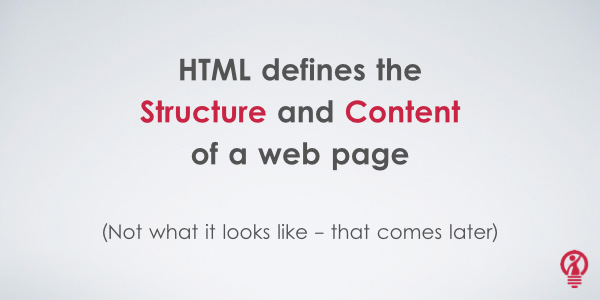 HTML defines the
Structure and Content
of a web page
(Not what it looks like – that comes later)